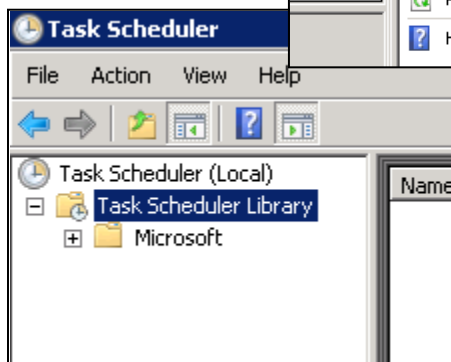 Task Scheduler
File Action View Help
Task Scheduler (Local)
Task Scheduler Library
Microsoft
Name